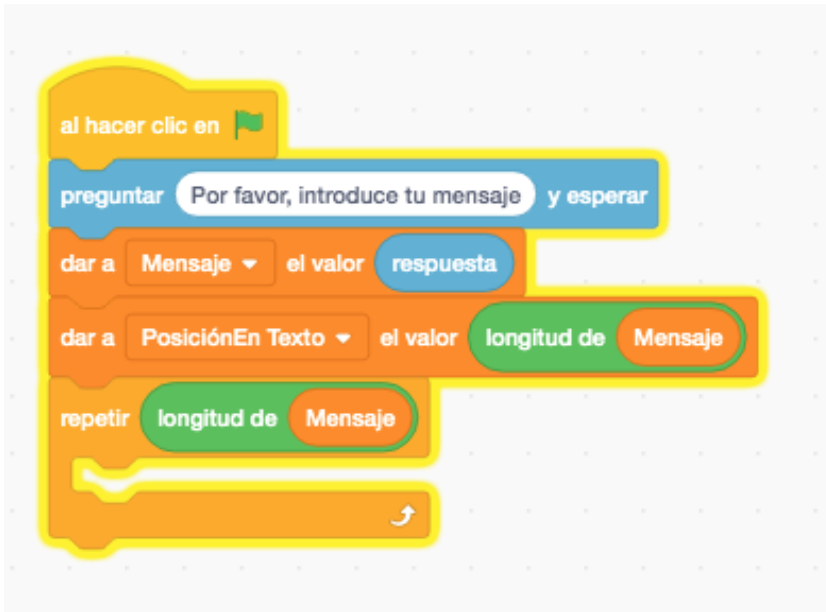 al hacer clic en
preguntar Por favor, introduce tu mensaje y esperar
dar a Mensaje el valor respuesta
dar a PosiciónEn Texto el valor longitud de Mensaje
repetir longitud de Mensaje